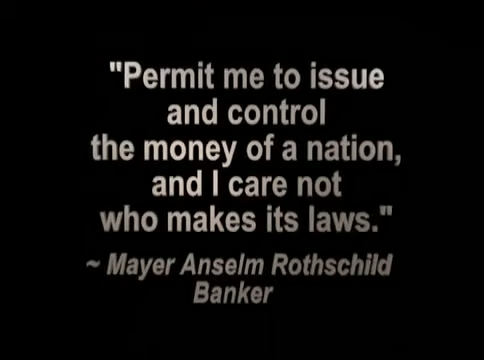 "Permit me to issue
and control
the money of a nation,
and I care not
who makes its laws."
~ Mayer Anselm Rothschild
Banker